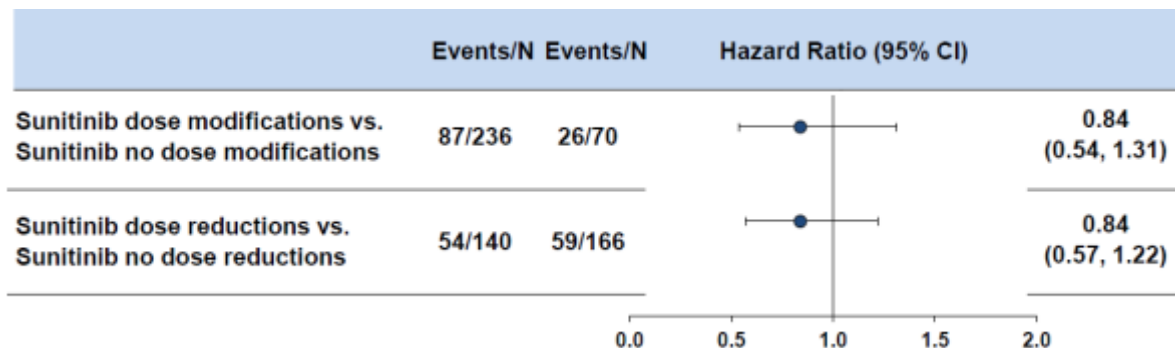 Events/N Events/N Hazard Ratio (95% CI)
Sunitinib dose modifications vs.
Sunitinib no dose modifications
87/236 26/70
0.84
(0.54, 1.31)
Sunitinib dose reductions vs.
Sunitinib no dose reductions
54/140 59/166
0.84
(0.57, 1.22)
0.0 0.5 1.0 1.5 2.0